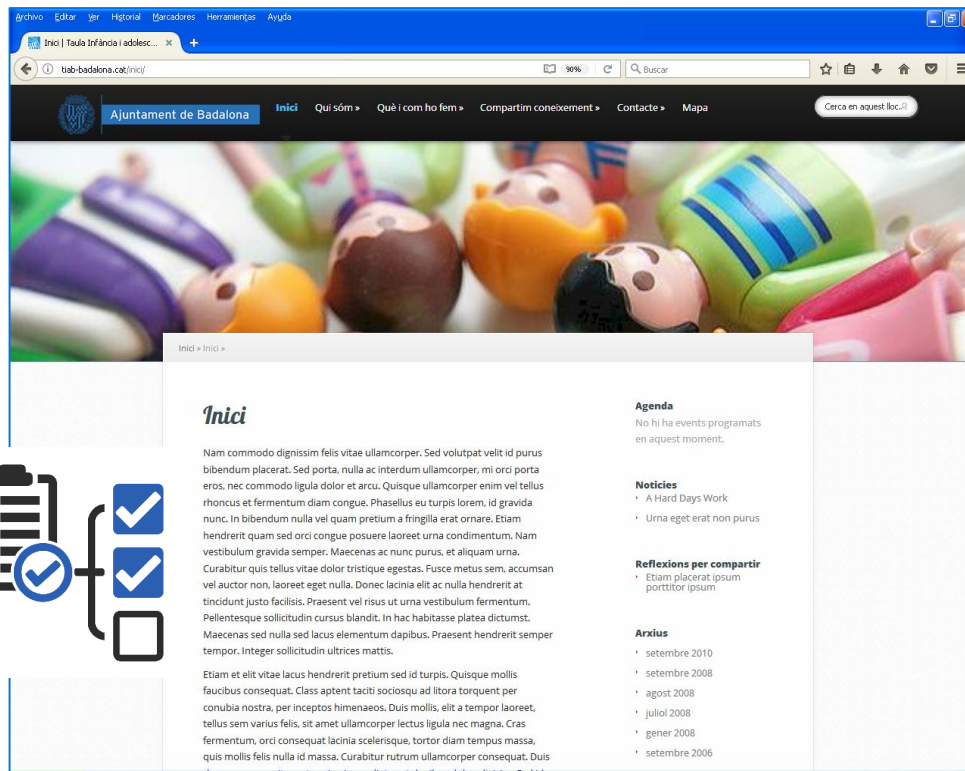 Archivo Editar Ver Historial Marcadores Herramientas Ayuda
Inici | Taula Infància i adolesc... × +
tiab-badalona.cat/inici/ 90% Buscar
Ajuntament de Badalona Inici Qui sóm » Què i com ho fem » Compartim coneixement » Contacte » Mapa Cerca en aquest lloc..
Inici » Inici »
Inici
Nam commodo dignissim felis vitae ullamcorper. Sed volutpat velit id purus
bibendum placerat. Sed porta, nulla ac interdum ullamcorper, mi orci porta
eros, nec commodo ligula dolor et arcu. Quisque ullamcorper enim vel tellus
rhoncus et fermentum diam congue. Phasellus eu turpis lorem, id gravida
nunc. In bibendum nulla vel quam pretium a fringilla erat ornare. Etiam
hendrerit quam sed orci congue posuere laoreet urna condimentum. Nam
vestibulum gravida semper. Maecenas ac nunc purus, et aliquam urna.
Curabitur quis tellus vitae dolor tristique egestas. Fusce metus sem, accumsan
vel auctor non, laoreet eget nulla. Donec lacinia elit ac nulla hendrerit at
tincidunt justo facilisis. Praesent vel risus ut urna vestibulum fermentum.
Pellentesque sollicitudin cursus blandit. In hac habitasse platea dictumst.
Maecenas sed nulla sed lacus elementum dapibus. Praesent hendrerit semper
tempor. Integer sollicitudin ultrices mattis.
Etiam et elit vitae lacus hendrerit pretium sed id turpis. Quisque mollis
faucibus consequat. Class aptent taciti sociosqu ad litora torquent per
conubia nostra, per inceptos himenaeos. Duis mollis, elit a tempor laoreet,
tellus sem varius felis, sit amet ullamcorper lectus ligula nec magna. Cras
fermentum, orci consequat lacinia scelerisque, tortor diam tempus massa,
quis mollis felis nulla id massa. Curabitur rutrum ullamcorper consequat. Duis
Agenda
No hi ha events programats
en aquest moment.
Noticies
A Hard Days Work
Urna eget erat non purus
Reflexions per compartir
Etiam placerat ipsum
porttitor ipsum
Arxius
setembre 2010
setembre 2008
agost 2008
juliol 2008
gener 2008
setembre 2006